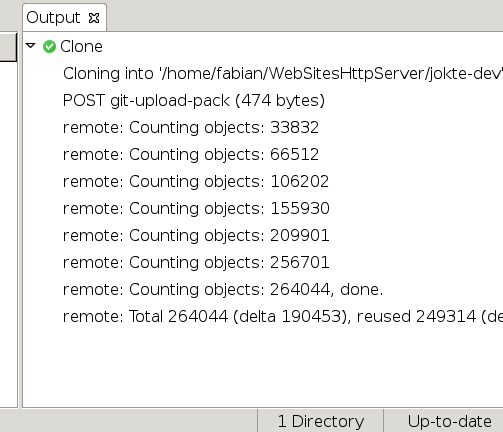 Output
Clone
Cloning into '/home/fabian/WebSitesHttpServer/jokte-dev'
POST git-upload-pack (474 bytes)
remote: Counting objects: 33832
remote: Counting objects: 66512
remote: Counting objects: 106202
remote: Counting objects: 155930
remote: Counting objects: 209901
remote: Counting objects: 256701
remote: Counting objects: 264044, done.
remote: Total 264044 (delta 190453), reused 249314 (de
1 Directory Up-to-date